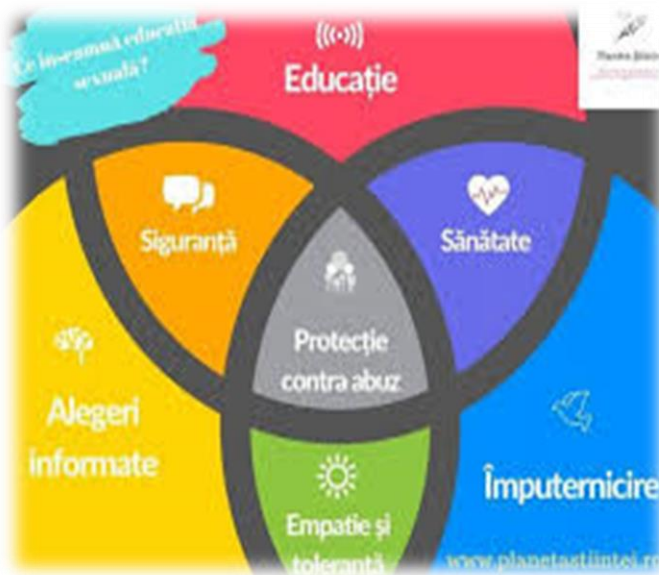 Ce înseamnă educația
sexuală?
Educație
Siguranță
Sănătate
Protecție
contra abuz
Alegeri
informate
Împuternicire
Empatie și
toleranță
www.planetastiintei.ro